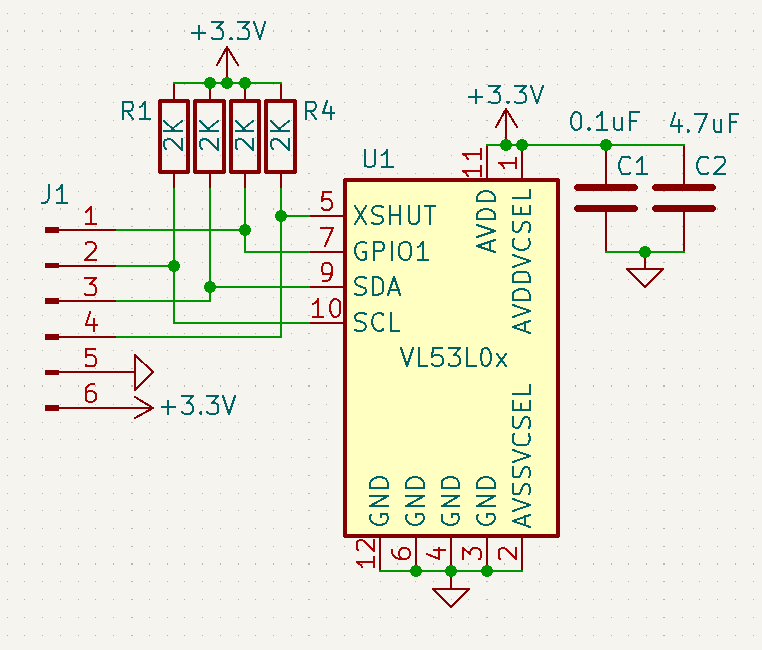 +3.3V
R1
2K
2K
2K
2K
R4
+3.3V
0.1uF
4.7uF
C1
C2
U1
11
1
J1
1
2
3
4
5
6
+3.3V
5
7
9
10
XSHUT
GPIO1
SDA
SCL
AVDD
AVDDVCSEL
VL53L0x
GND
GND
GND
GND
AVSSVCSEL
12
6
4
3
2